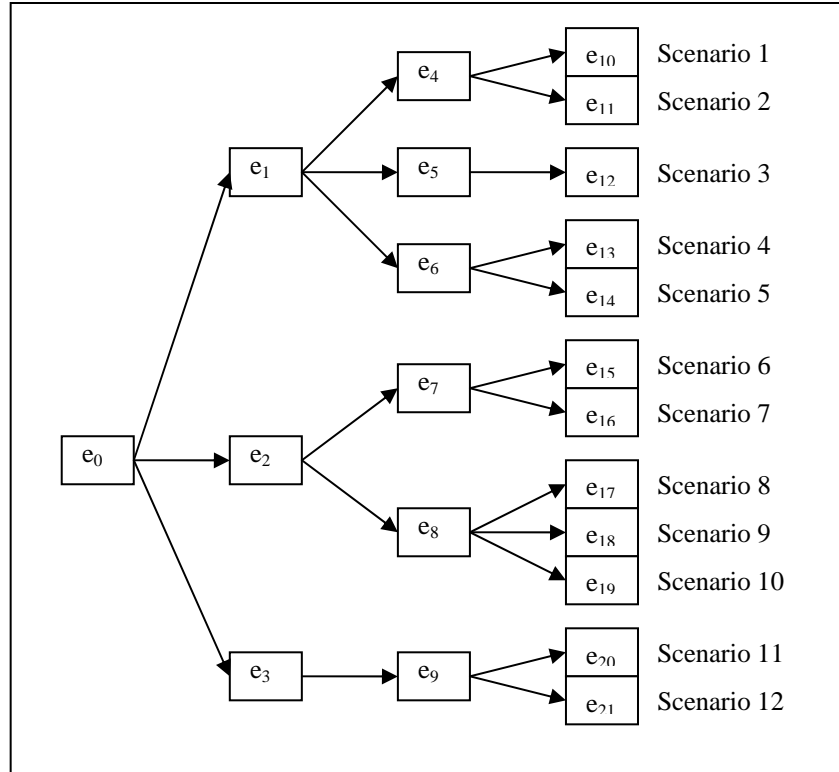 e₄
e₁₀ Scenario 1
e₁₁ Scenario 2
e₁
e₅
e₁₂ Scenario 3
e₆
e₁₃ Scenario 4
e₁₄ Scenario 5
e₇
e₁₅ Scenario 6
e₁₆ Scenario 7
e₀
e₂
e₈
e₁₇ Scenario 8
e₁₈ Scenario 9
e₁₉ Scenario 10
e₃
e₉
e₂₀ Scenario 11
e₂₁ Scenario 12